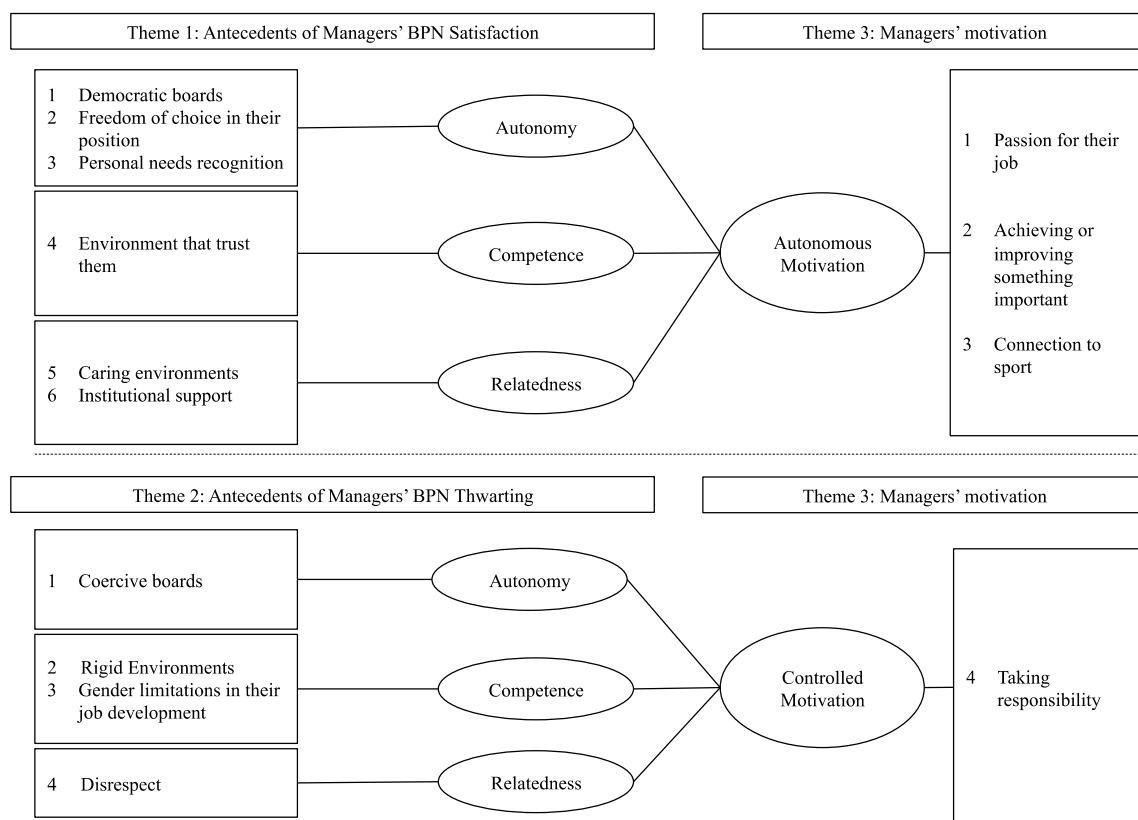 Theme 1: Antecedents of Managers' BPN Satisfaction
Theme 3: Managers' motivation
1 Democratic boards
2 Freedom of choice in their
position
3 Personal needs recognition
Autonomy
4 Environment that trust
them
Competence
5 Caring environments
6 Institutional support
Relatedness
Autonomous
Motivation
1 Passion for their
job
2 Achieving or
improving
something
important
3 Connection to
sport
Theme 2: Antecedents of Managers' BPN Thwarting
Theme 3: Managers' motivation
1 Coercive boards
Autonomy
2 Rigid Environments
3 Gender limitations in their
job development
Competence
4 Disrespect
Relatedness
Controlled
Motivation
4 Taking
responsibility